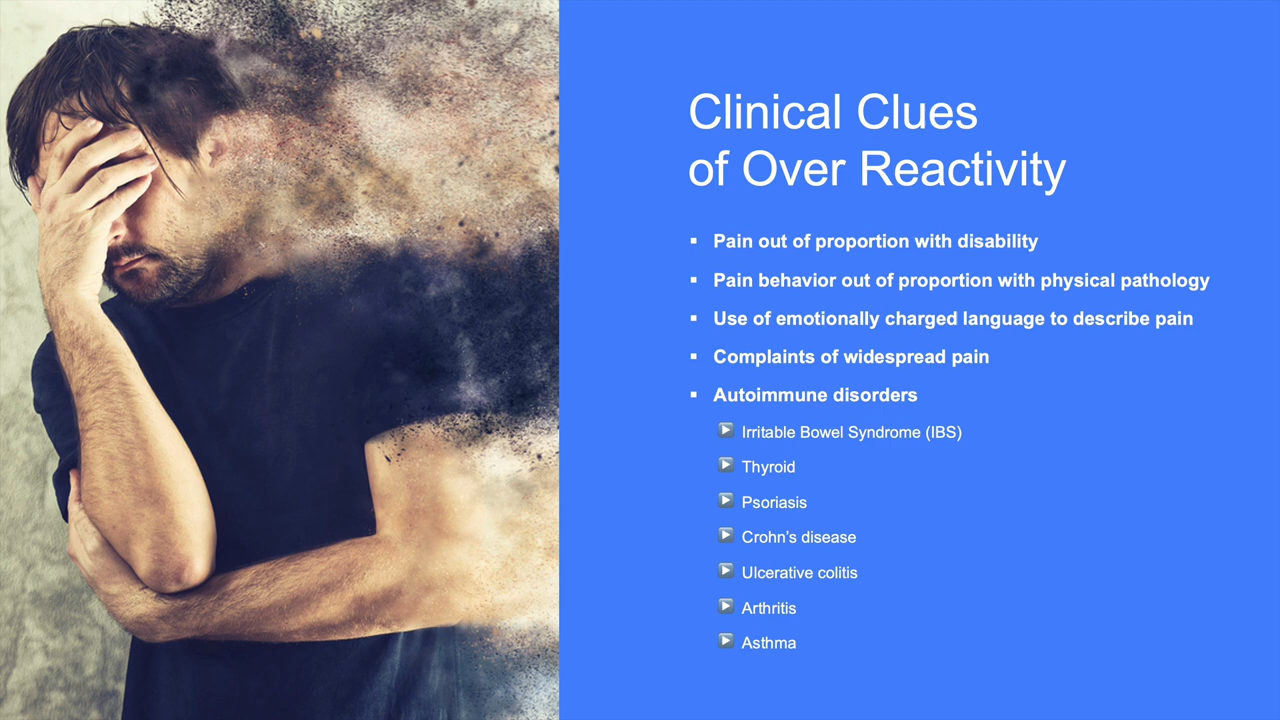 Clinical Clues
of Over Reactivity
▪ Pain out of proportion with disability
▪ Pain behavior out of proportion with physical pathology
▪ Use of emotionally charged language to describe pain
▪ Complaints of widespread pain
▪ Autoimmune disorders
Irritable Bowel Syndrome (IBS)
Thyroid
Psoriasis
Crohn's disease
Ulcerative colitis
Arthritis
Asthma